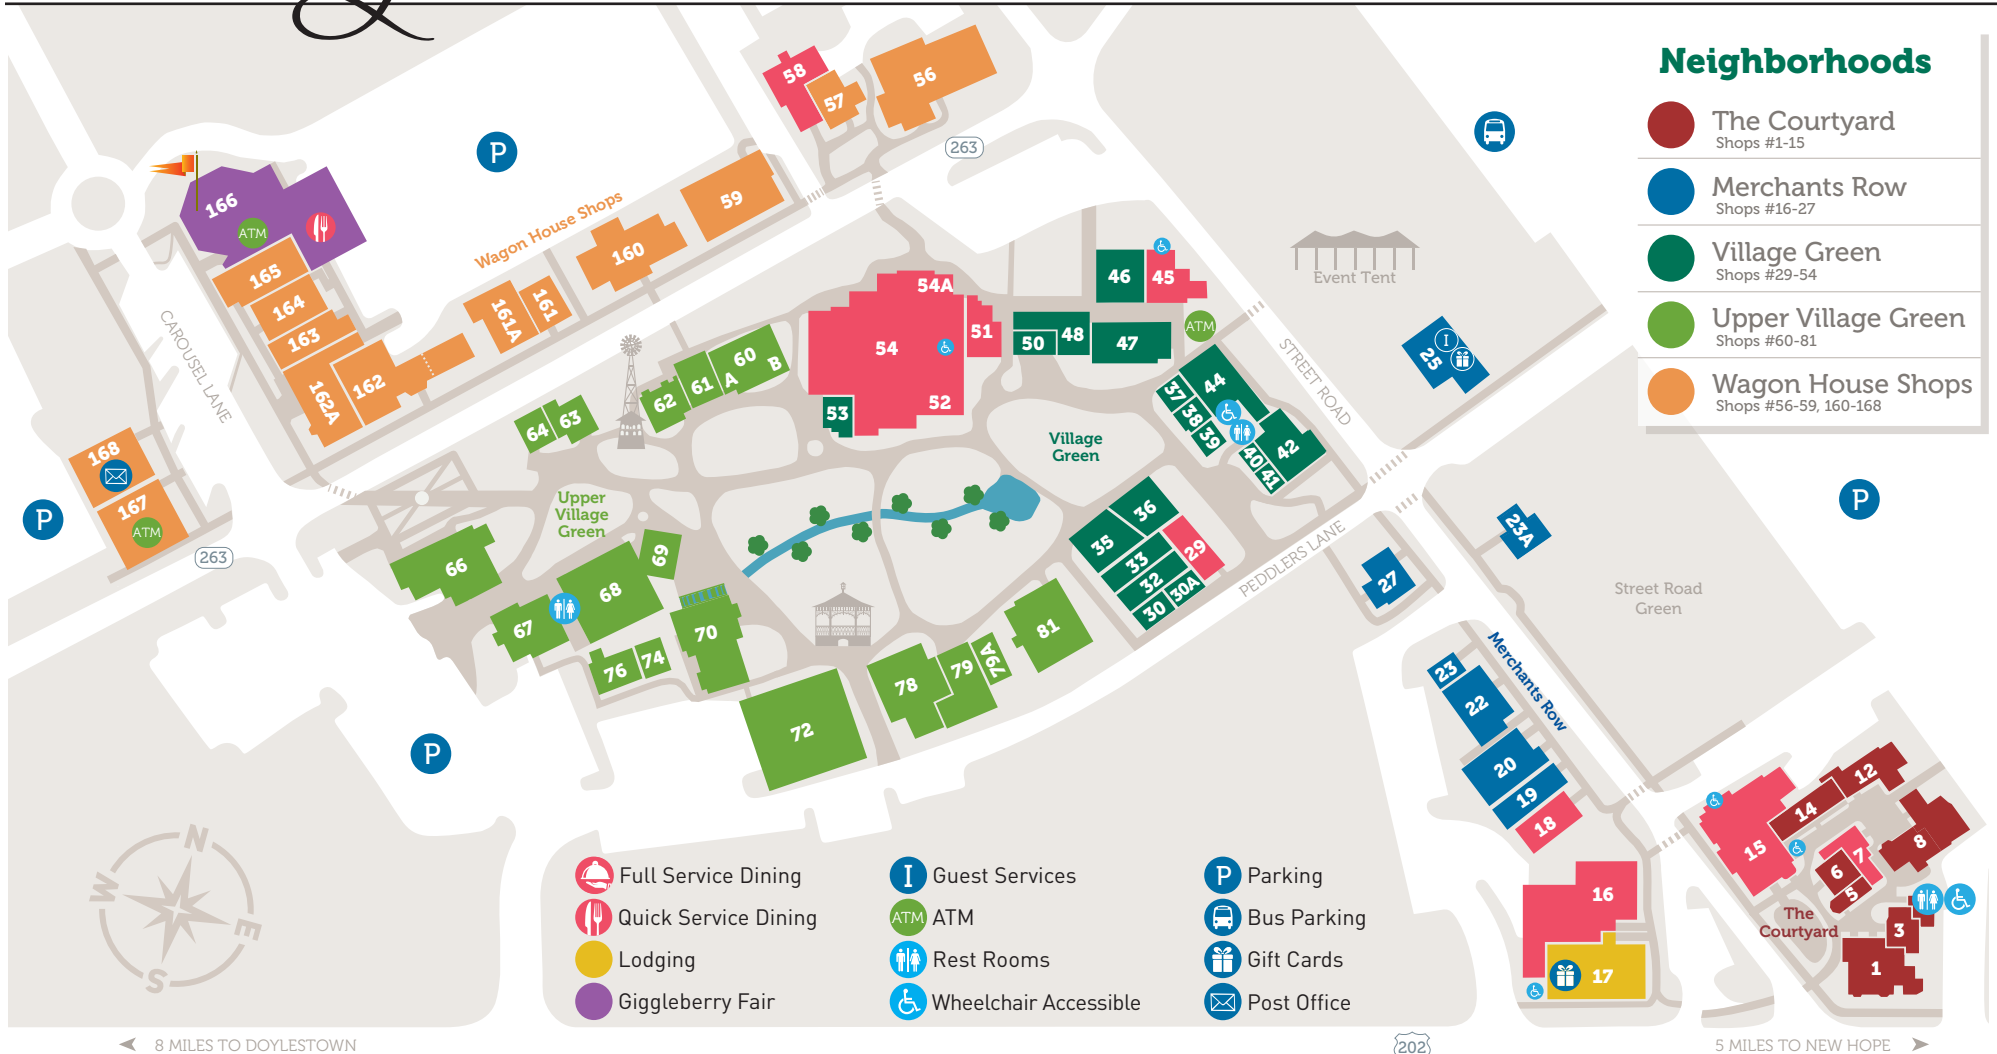 Neighborhoods
The Courtyard
Shops #1-15
Merchants Row
Shops #16-27
Village Green
Shops #29-54
Upper Village Green
Shops #60-81
Wagon House Shops
Shops #56-59, 160-168
58
57
56
263
P
166
ATM
165
164
163
162A
162
161A
161
160
59
Wagon House Shops
CAROUSEL LANE
168
167
ATM
P
263
64
63
62
61
60
A
B
54A
54
51
52
53
46
45
50
48
47
ATM
Event Tent
STREET ROAD
I
25
37
38
39
44
40
41
42
Village
Green
Upper
Village
Green
36
35
33
32
30
30A
29
PEDDLERS LANE
27
23A
P
Street Road
Green
66
67
68
69
70
76
74
72
78
79
79A
81
P
Merchants Row
23
22
20
19
18
16
17
15
14
12
8
7
6
5
3
1
The
Courtyard
N
W
E
S
Full Service Dining
Quick Service Dining
Lodging
Giggleberry Fair
I Guest Services
ATM ATM
Rest Rooms
Wheelchair Accessible
P Parking
Bus Parking
Gift Cards
Post Office
8 MILES TO DOYLESTOWN
202
5 MILES TO NEW HOPE